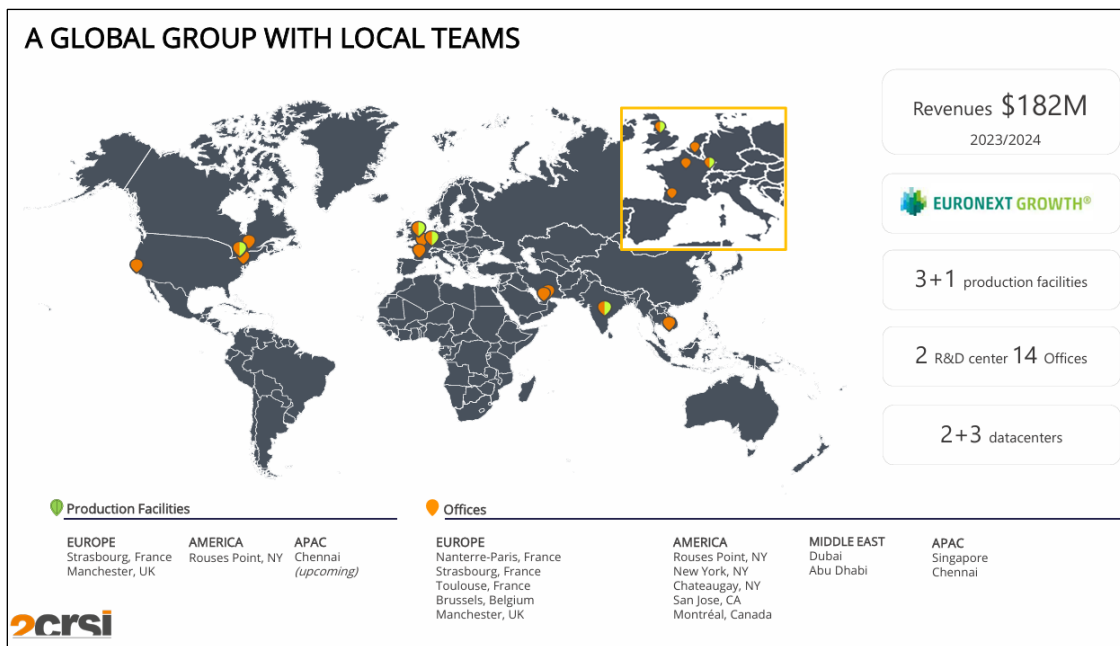 A GLOBAL GROUP WITH LOCAL TEAMS
Revenues $182M
2023/2024
EURONEXT GROWTH®
3+1 production facilities
2 R&D center 14 Offices
2+3 datacenters
Production Facilities
EUROPE
Strasbourg, France
Manchester, UK
AMERICA
Rouses Point, NY
APAC
Chennai
(upcoming)
Offices
EUROPE
Nanterre-Paris, France
Strasbourg, France
Toulouse, France
Brussels, Belgium
Manchester, UK
AMERICA
Rouses Point, NY
New York, NY
Chateaugay, NY
San Jose, CA
Montréal, Canada
MIDDLE EAST
Dubai
Abu Dhabi
APAC
Singapore
Chennai
2crsi